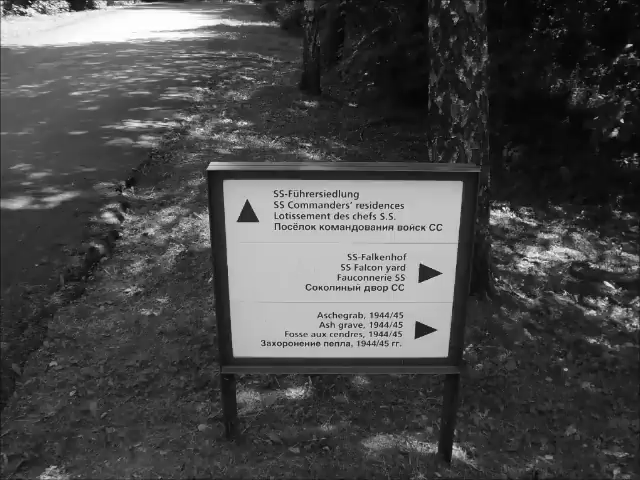 SS-Führersiedlung
SS Commanders' residences
Lotissement des chefs S.S.
Посёлок командования войск СС
SS-Falkenhof
SS Falcon yard
Fauconnerie SS
Соколиный двор СС
Aschegrab, 1944/45
Ash grave, 1944/45
Fosse aux cendres, 1944/45
Захоронение пепла, 1944/45 гг.